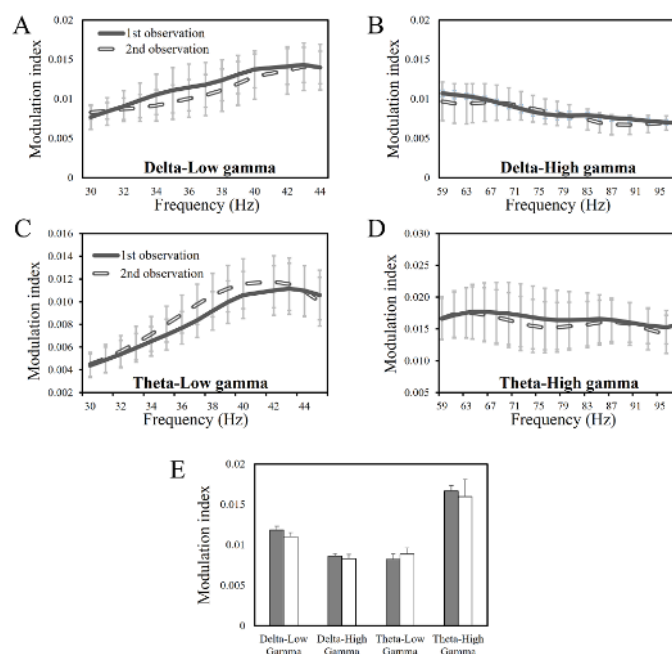 A
0.02
0.015
0.01
0.005
0
Modulation index
1st observation
2nd observation
Delta-Low gamma
30 32 34 36 38 40 42 44
Frequency (Hz)
B
0.02
0.015
0.01
0.005
0
Modulation index
Delta-High gamma
59 63 67 71 75 79 83 87 91 95
Frequency (Hz)
C
0.016
0.014
0.012
0.010
0.008
0.006
0.004
0.002
Modulation index
1st observation
2nd observation
Theta-Low gamma
30 32 34 36 38 40 42 44
Frequency (Hz)
D
0.030
0.025
0.020
0.015
0.010
0.005
Modulation index
Theta-High gamma
59 63 67 71 75 79 83 87 91 95
Frequency (Hz)
E
0.02
0.015
0.01
0.005
0
Modulation index
Delta-Low Delta-High Theta-Low Theta-High
Gamma Gamma Gamma Gamma